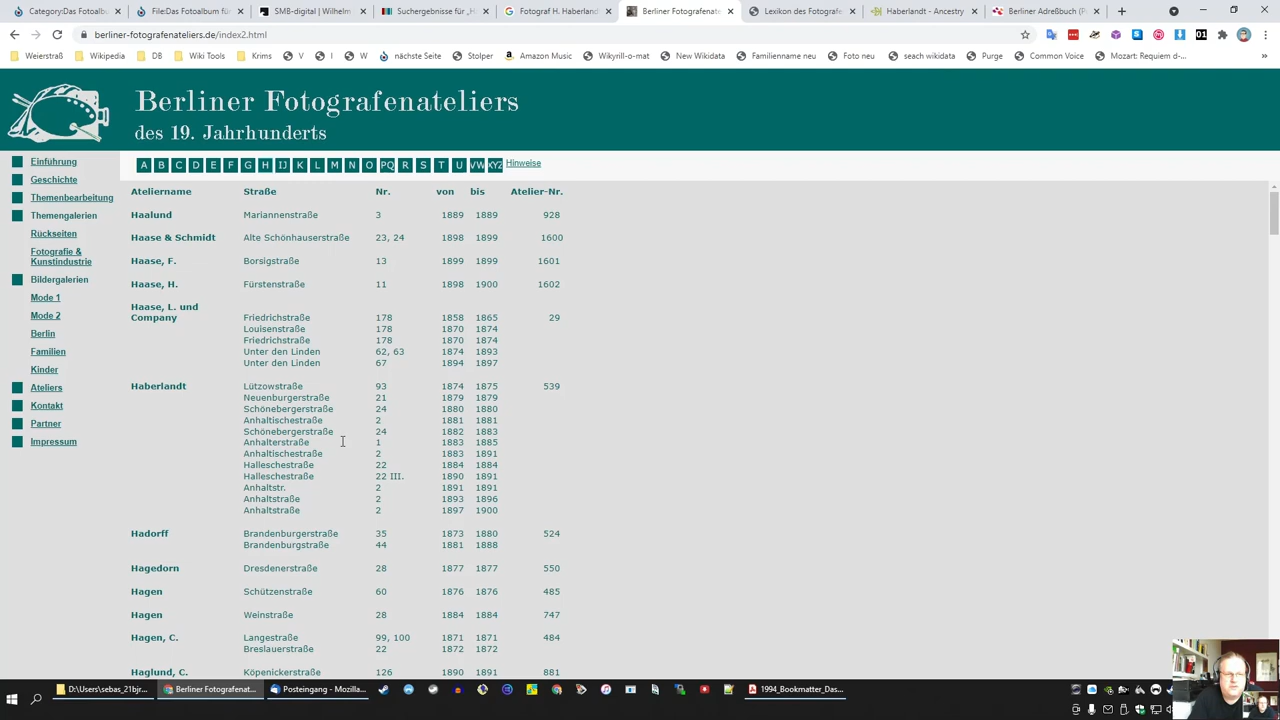 Category:Das Fotoalbum fü
File:Das Fotoalbum für
SMB-digital | Wilhelm
Suchergebnisse für „Ha
Fotograf H. Haberland
Berliner Fotografenate
Lexikon des Fotografe
Haberlandt - Ancestry
Berliner Adreßbuch (P
berliner-fotografenateliers.de/index2.html
Weierstraß
Wikipedia
DB
Wiki Tools
Krims
V
I
W
nächste Seite
Stolper
Amazon Music
Wikyrill-o-mat
New Wikidata
Familienname neu
Foto neu
seach wikidata
Purge
Common Voice
Mozart: Requiem d-...
Berliner Fotografenateliers
des 19. Jahrhunderts
A B C D E F G H IJ K L M N O PQ R S T U VW XYZ Hinweise
Einführung
Geschichte
Themenbearbeitung
Themengalerien
Rückseiten
Fotografie &
Kunstindustrie
Bildergalerien
Mode 1
Mode 2
Berlin
Familien
Kinder
Ateliers
Kontakt
Partner
Impressum
Ateliername Straße Nr. von bis Atelier-Nr.
Haalund Mariannenstraße 3 1889 1889 928
Haase & Schmidt Alte Schönhauserstraße 23, 24 1898 1899 1600
Haase, F. Borsigstraße 13 1899 1899 1601
Haase, H. Fürstenstraße 11 1898 1900 1602
Haase, L. und
Company Friedrichstraße 178 1858 1865 29
Louisenstraße 178 1870 1874
Friedrichstraße 178 1870 1874
Unter den Linden 62, 63 1874 1893
Unter den Linden 67 1894 1897
Haberlandt Lützowstraße 93 1874 1875 539
Neuenburgerstraße 21 1879 1879
Schönebergerstraße 24 1880 1880
Anhaltischestraße 2 1881 1881
Schönebergerstraße 24 1882 1883
Anhalterstraße 1 1883 1885
Anhaltischestraße 2 1883 1891
Halleschestraße 22 1884 1884
Halleschestraße 22 III. 1890 1891
Anhaltstr. 2 1891 1891
Anhaltstraße 2 1893 1896
Anhaltstraße 2 1897 1900
Hadorff Brandenburgerstraße 35 1873 1880 524
Brandenburgstraße 44 1881 1888
Hagedorn Dresdenerstraße 28 1877 1877 550
Hagen Schützenstraße 60 1876 1876 485
Hagen Weinstraße 28 1884 1884 747
Hagen, C. Langestraße 99, 100 1871 1871 484
Breslauerstraße 22 1872 1872
Haglund, C. Köpenickerstraße 126 1890 1891 881
D:\Users\sebas_21bjr...
Berliner Fotografenat...
Posteingang - Mozilla...
1994_Bookmatter_Das...